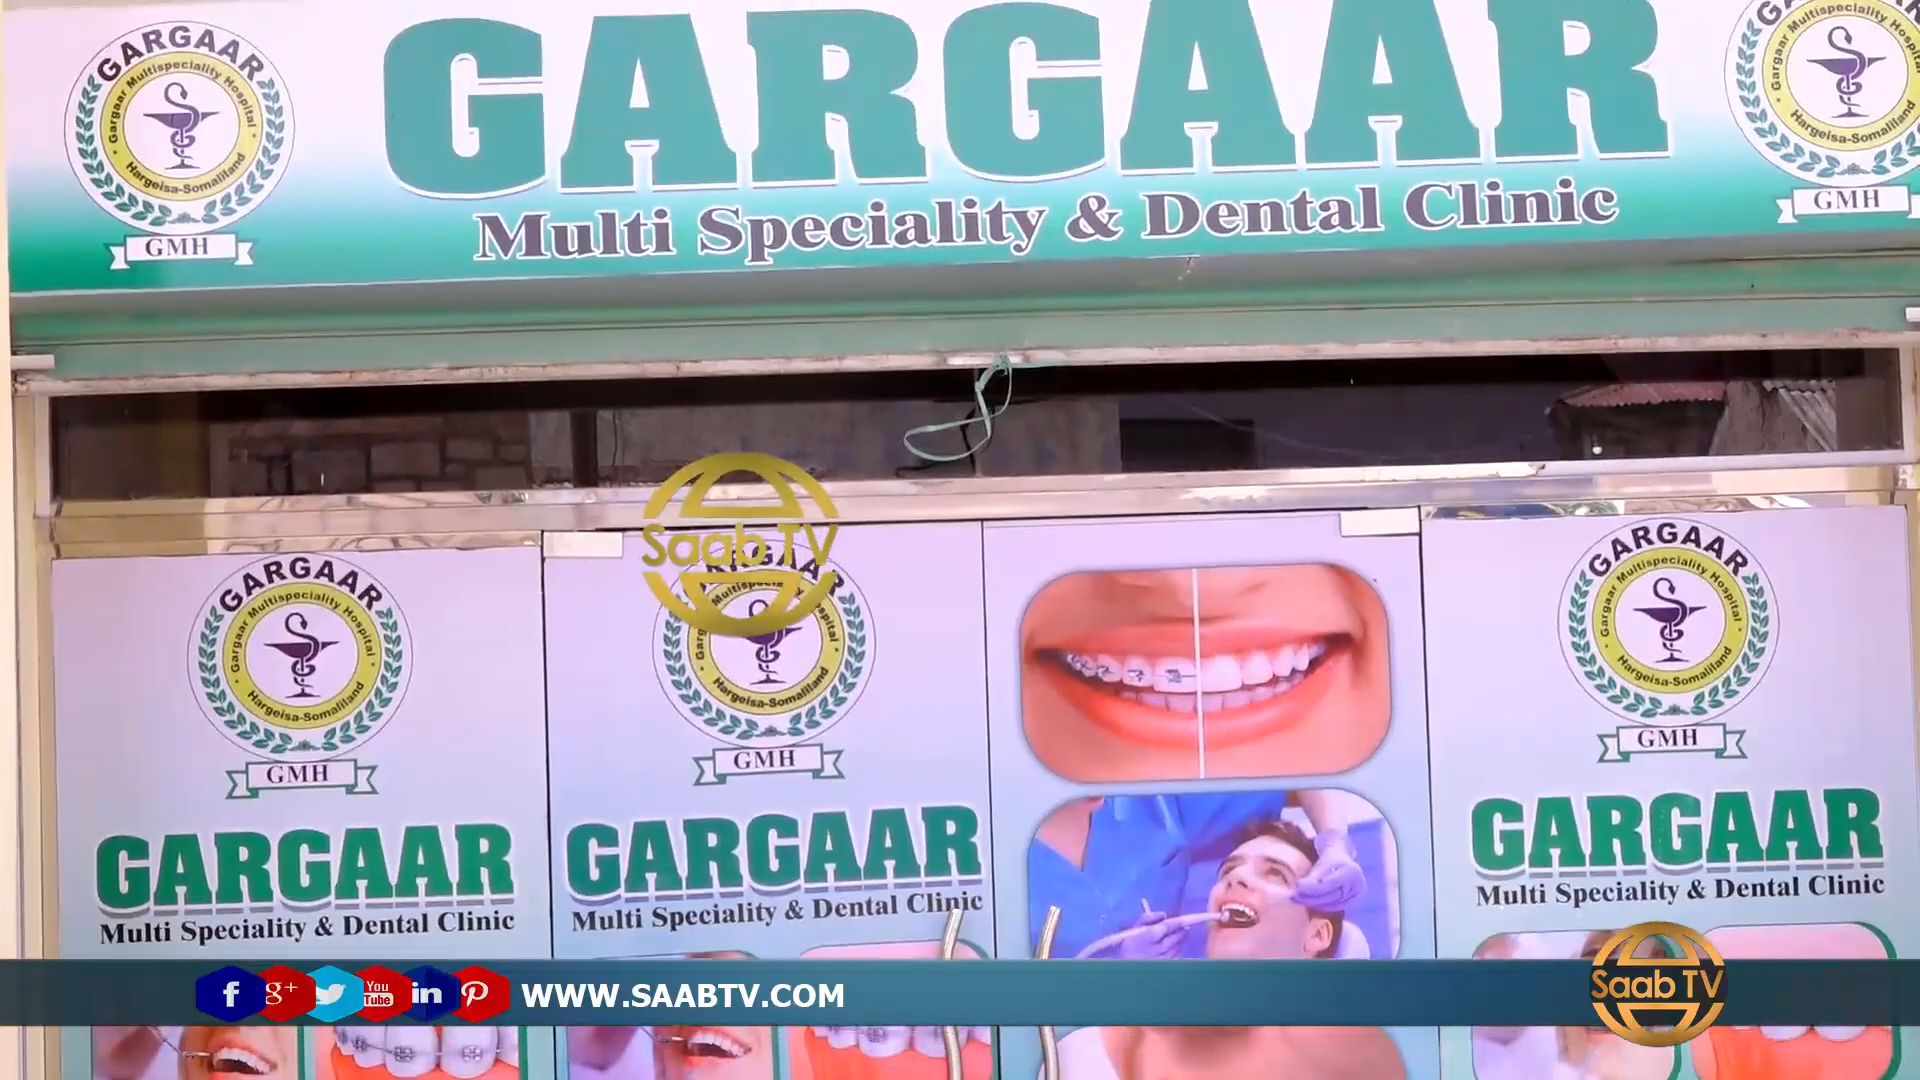 GARGAAR
Gargaar Multispeciality Hospital
Hargeisa-Somaliland
GMH
GARGAAR
Multi Speciality & Dental Clinic
Gargaar Multispeciality Hospital
Hargeisa-Somaliland
GMH
Saab TV
GARGAAR
Gargaar Multispeciality Hospital
Hargeisa-Somaliland
GMH
GARGAAR
Multi Speciality & Dental Clinic
GARGAAR
Hargeisa-Somaliland
GMH
GARGAAR
Multi Speciality & Dental Clinic
GARGAAR
Gargaar Multispeciality Hospital
Hargeisa-Somaliland
GMH
GARGAAR
Multi Speciality & Dental Clinic
f g+ You Tube in
WWW.SAABTV.COM
Saab TV